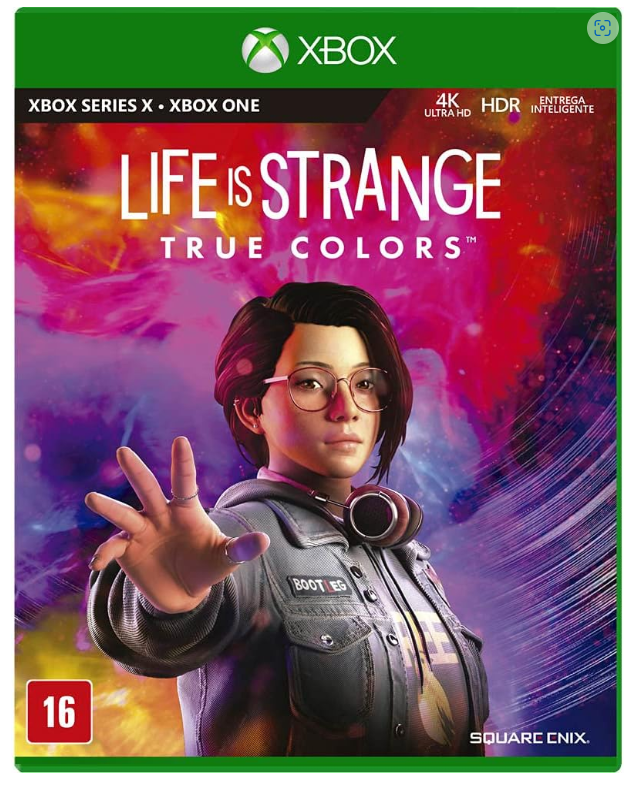 XBOX
XBOX SERIES X • XBOX ONE
4K
ULTRA HD
HDR
ENTREGA
INTELIGENTE
LIFE IS STRANGE
TRUE COLORS™
BOOTLEG
16
SQUARE ENIX.